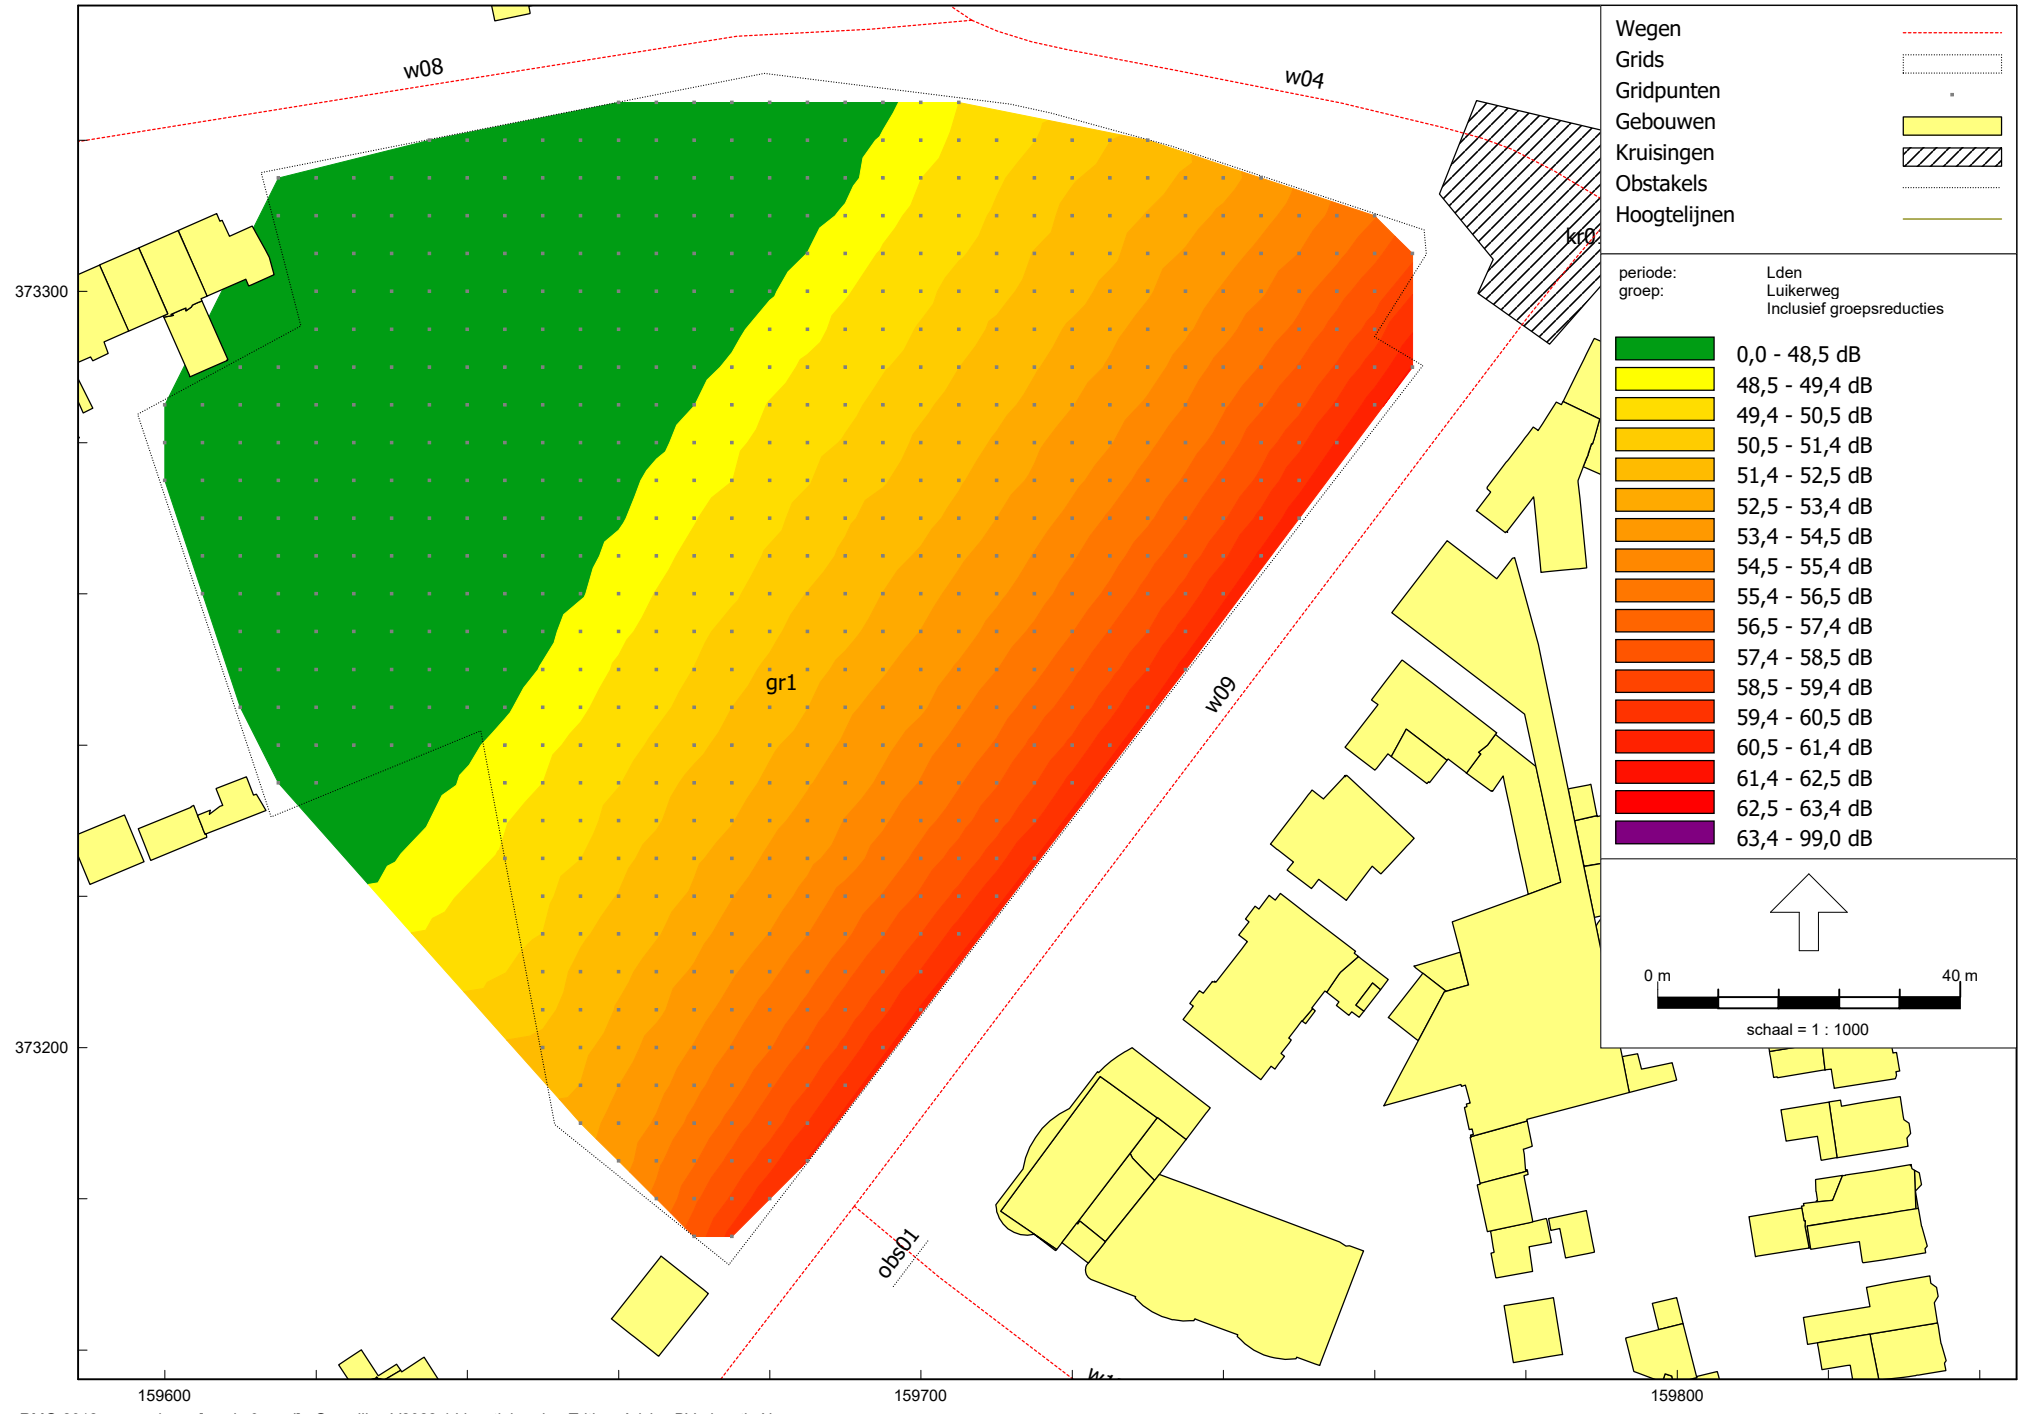 w08
w04
kr0
gr1
w09
obs01
Wegen
Grids
Gridpunten
Gebouwen
Kruisingen
Obstakels
Hoogtelijnen
periode: Lden
groep: Luikerweg
Inclusief groepsreducties
0,0 - 48,5 dB
48,5 - 49,4 dB
49,4 - 50,5 dB
50,5 - 51,4 dB
51,4 - 52,5 dB
52,5 - 53,4 dB
53,4 - 54,5 dB
54,5 - 55,4 dB
55,4 - 56,5 dB
56,5 - 57,4 dB
57,4 - 58,5 dB
58,5 - 59,4 dB
59,4 - 60,5 dB
60,5 - 61,4 dB
61,4 - 62,5 dB
62,5 - 63,4 dB
63,4 - 99,0 dB
0 m 40 m
schaal = 1 : 1000
373300
373200
159600 159700 159800